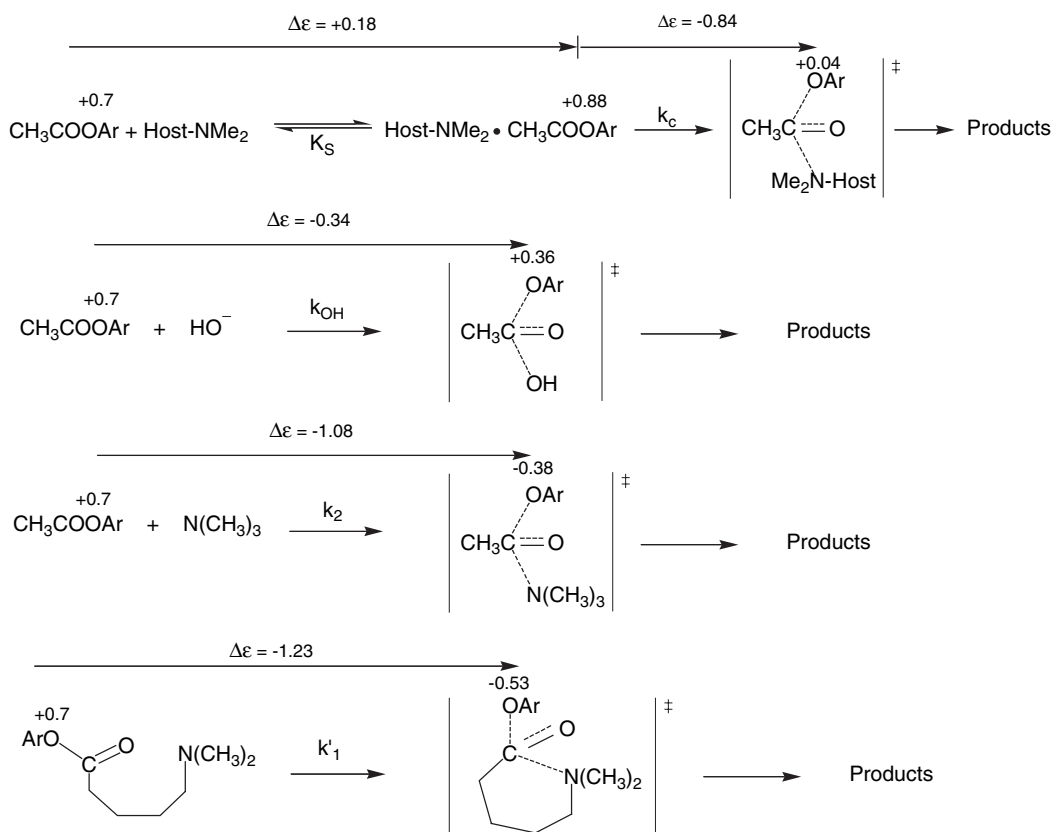 Δε = +0.18 Δε = -0.84
+0.7 +0.88 +0.04
OAr ‡
CH₃COOAr + Host-NMe₂ K_S Host-NMe₂ • CH₃COOAr k_c CH₃C O Products
Me₂N-Host
Δε = -0.34
+0.7 +0.36
OAr ‡
CH₃COOAr + HO⁻ k_OH CH₃C O Products
OH
Δε = -1.08
+0.7 -0.38
OAr ‡
CH₃COOAr + N(CH₃)₃ k₂ CH₃C O Products
N(CH₃)₃
Δε = -1.23
+0.7 -0.53
ArO O OAr O ‡
C N(CH₃)₂ k'₁ C N(CH₃)₂ Products